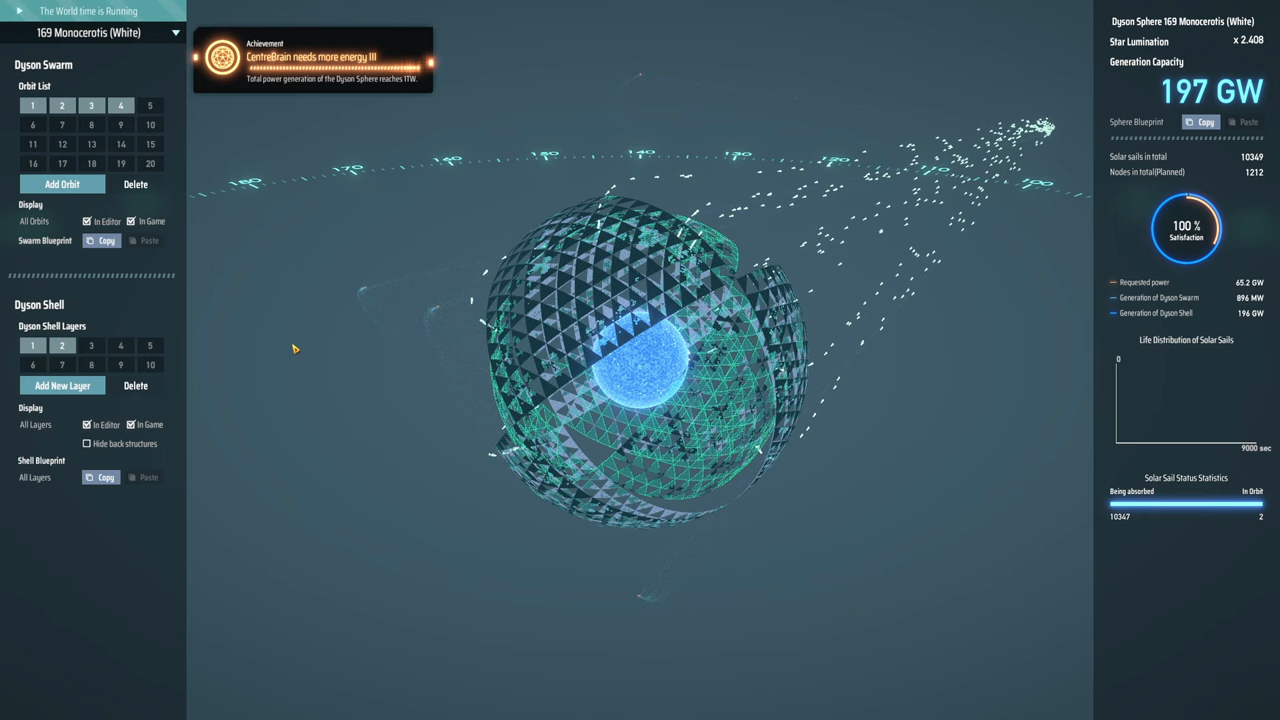 The World time is Running
169 Monocerotis (White)
Dyson Swarm
Orbit List
1 2 3 4 5
6 7 8 9 10
11 12 13 14 15
16 17 18 19 20
Add Orbit Delete
Display
All Orbits In Editor In Game
Swarm Blueprint Copy Paste
Dyson Shell
Dyson Shell Layers
1 2 3 4 5
6 7 8 9 10
Add New Layer Delete
Display
All Layers In Editor In Game
Hide back structures
Shell Blueprint
All Layers Copy Paste
Achievement
CentreBrain needs more energy III
Total power generation of the Dyson Sphere reaches 1TW.
170 150 140 130 100
Dyson Sphere 169 Monocerotis (White)
Star Lumination x 2.408
Generation Capacity
197 GW
Sphere Blueprint Copy Paste
Solar sails in total 10349
Nodes in total(Planned) 1212
100 %
Satisfaction
Requested power 65.2 GW
Generation of Dyson Swarm 896 MW
Generation of Dyson Shell 196 GW
Life Distribution of Solar Sails
0
9000 sec
Solar Sail Status Statistics
Being absorbed In Orbit
10347 2